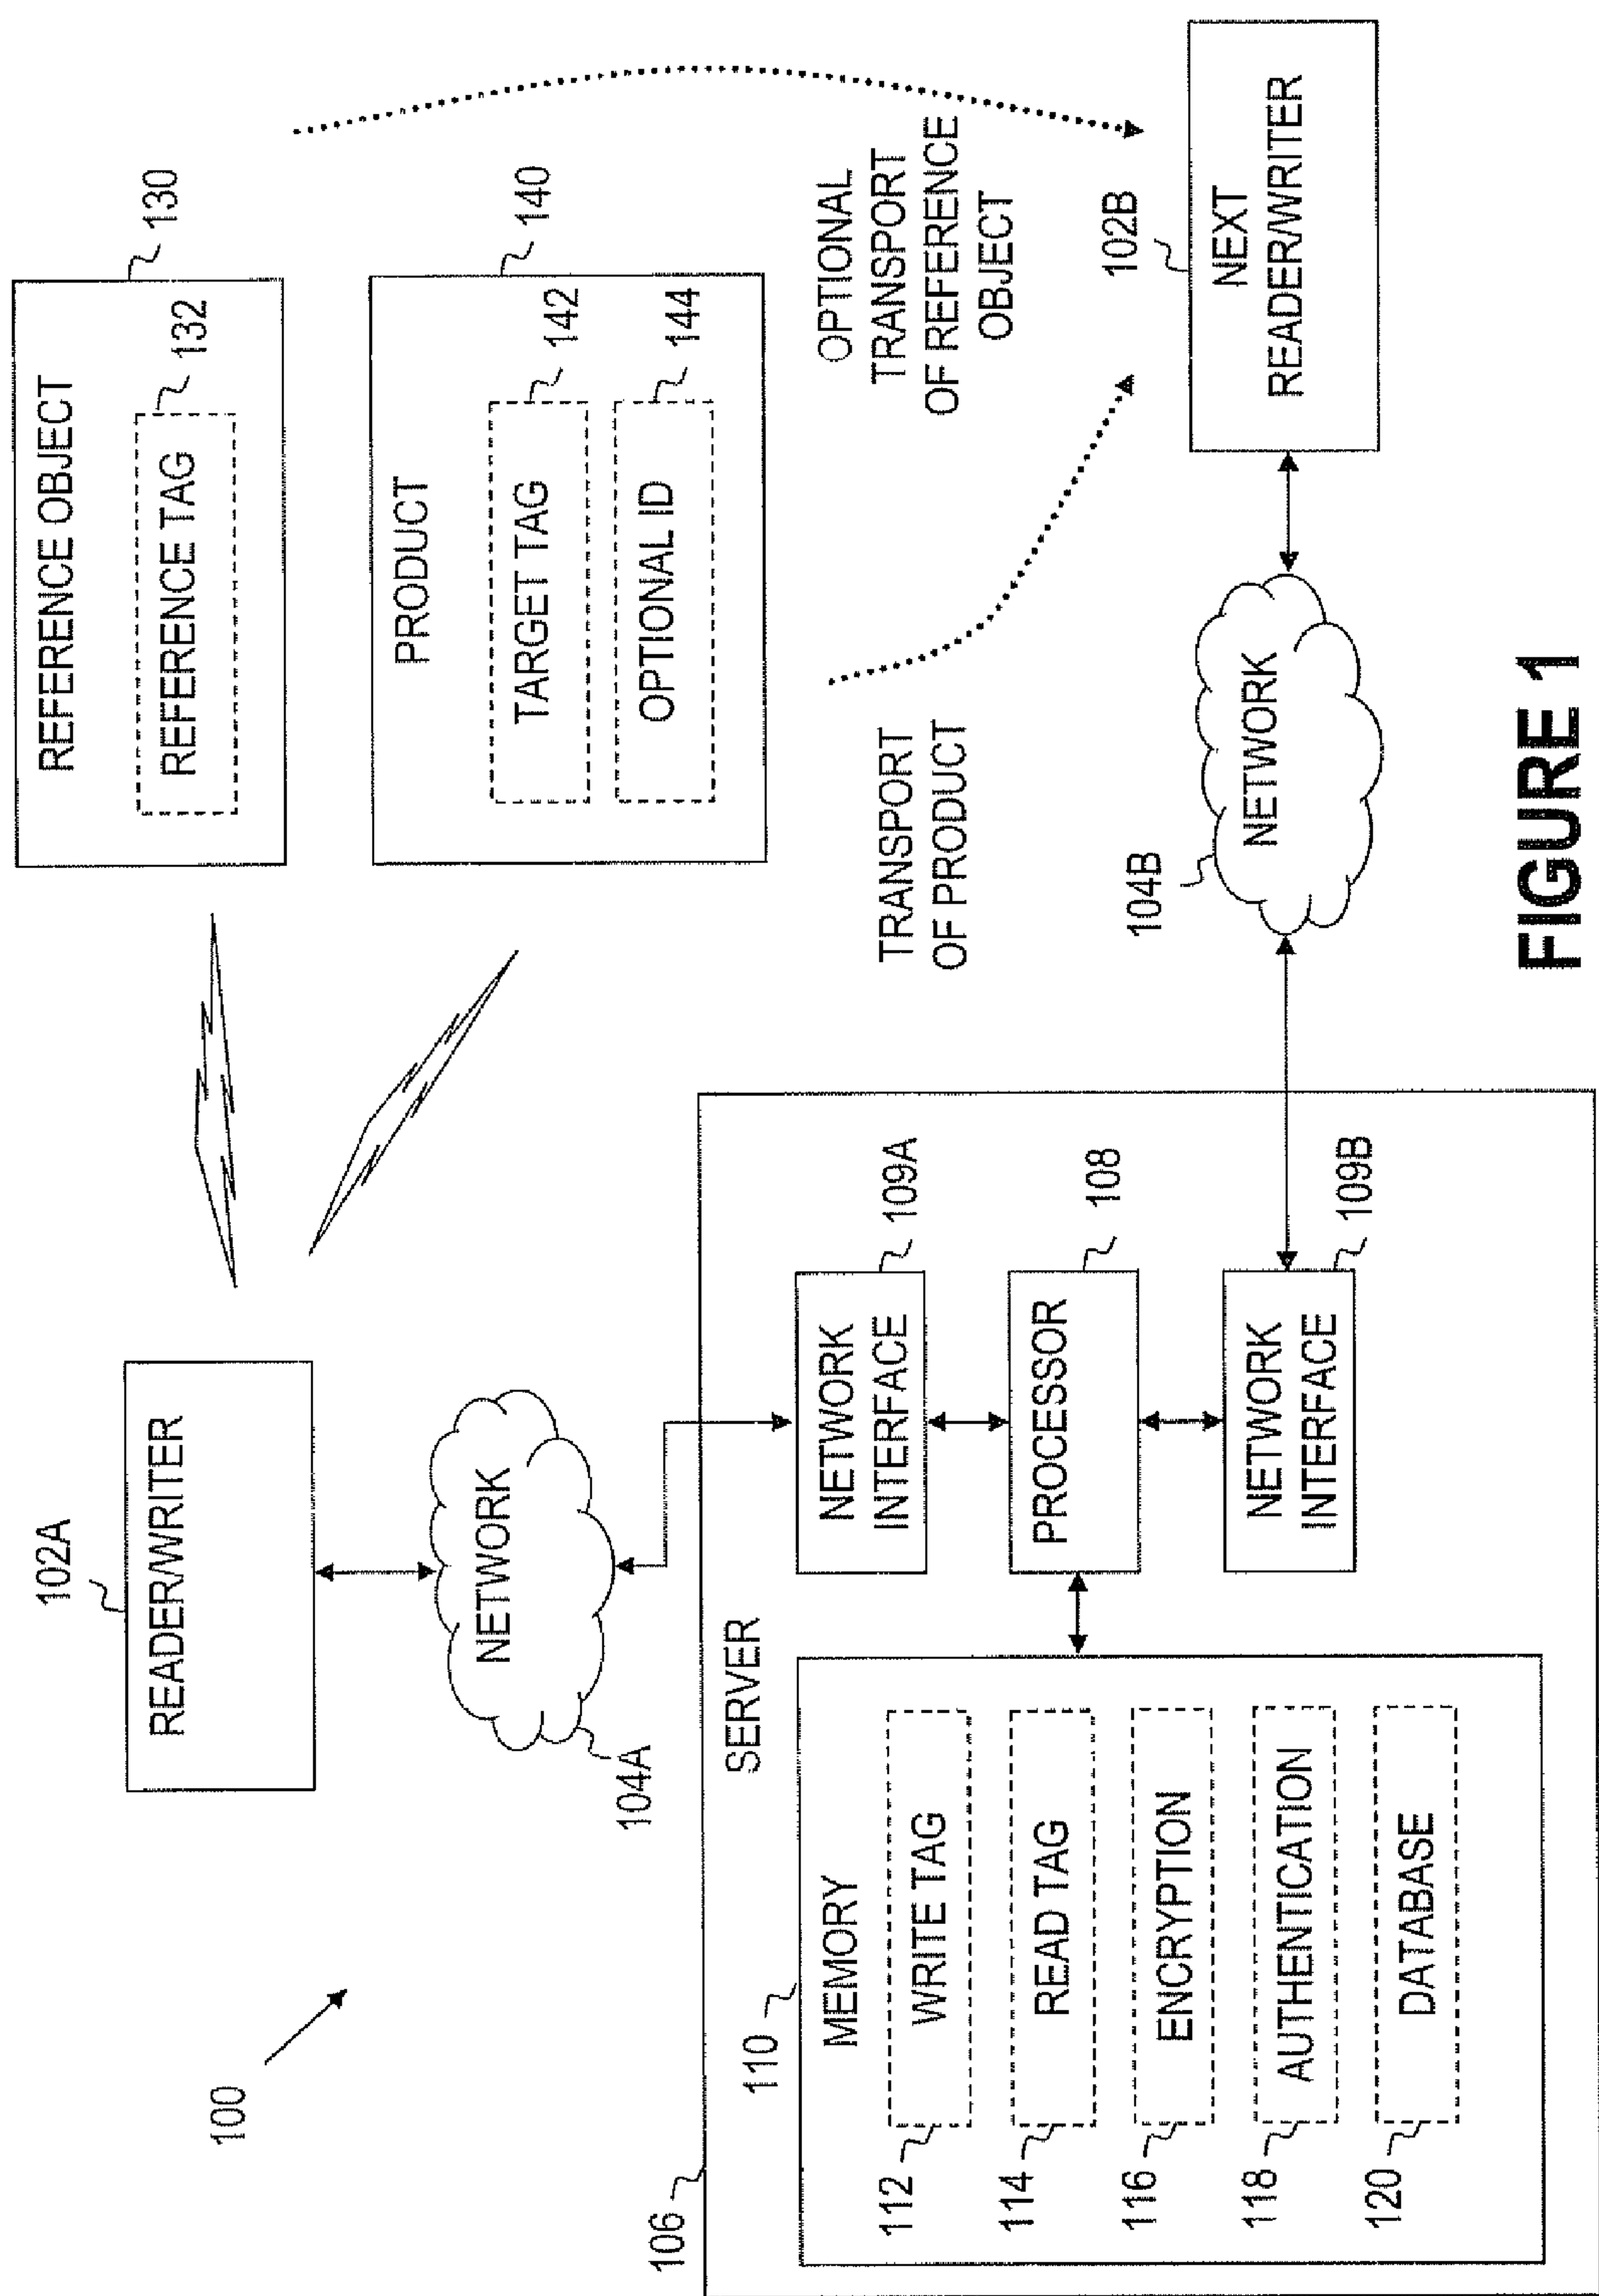 100
102A
READER/WRITER
NETWORK
104A
REFERENCE OBJECT
130
REFERENCE TAG
132
PRODUCT
140
TARGET TAG
142
OPTIONAL ID
144
106
SERVER
110
MEMORY
112
WRITE TAG
114
READ TAG
116
ENCRYPTION
118
AUTHENTICATION
120
DATABASE
NETWORK
INTERFACE
109A
PROCESSOR
108
NETWORK
INTERFACE
109B
TRANSPORT
OF PRODUCT
OPTIONAL
TRANSPORT
OF REFERENCE
OBJECT
104B
NETWORK
102B
NEXT
READER/WRITER
FIGURE 1